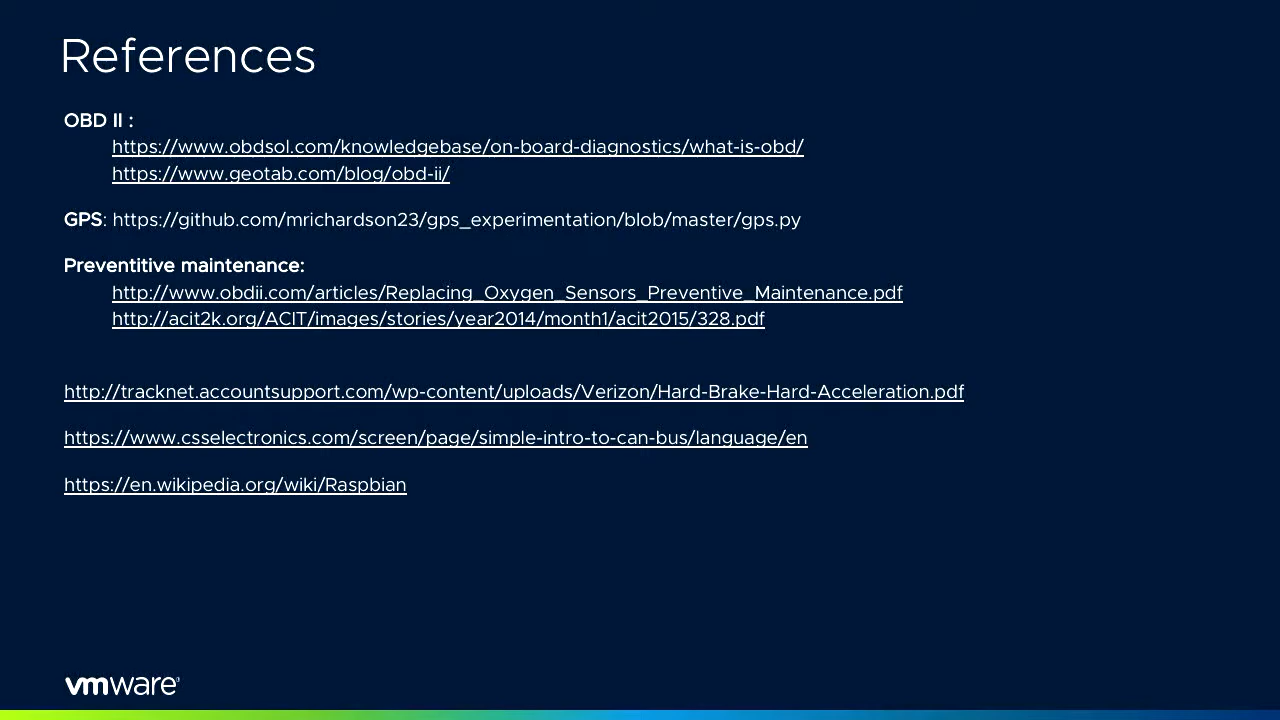 References
OBD II :
https://www.obdsol.com/knowledgebase/on-board-diagnostics/what-is-obd/
https://www.geotab.com/blog/obd-ii/
GPS: https://github.com/mrichardson23/gps_experimentation/blob/master/gps.py
Preventitive maintenance:
http://www.obdii.com/articles/Replacing_Oxygen_Sensors_Preventive_Maintenance.pdf
http://acit2k.org/ACIT/images/stories/year2014/month1/acit2015/328.pdf
http://tracknet.accountsupport.com/wp-content/uploads/Verizon/Hard-Brake-Hard-Acceleration.pdf
https://www.csselectronics.com/screen/page/simple-intro-to-can-bus/language/en
https://en.wikipedia.org/wiki/Raspbian
vmware®